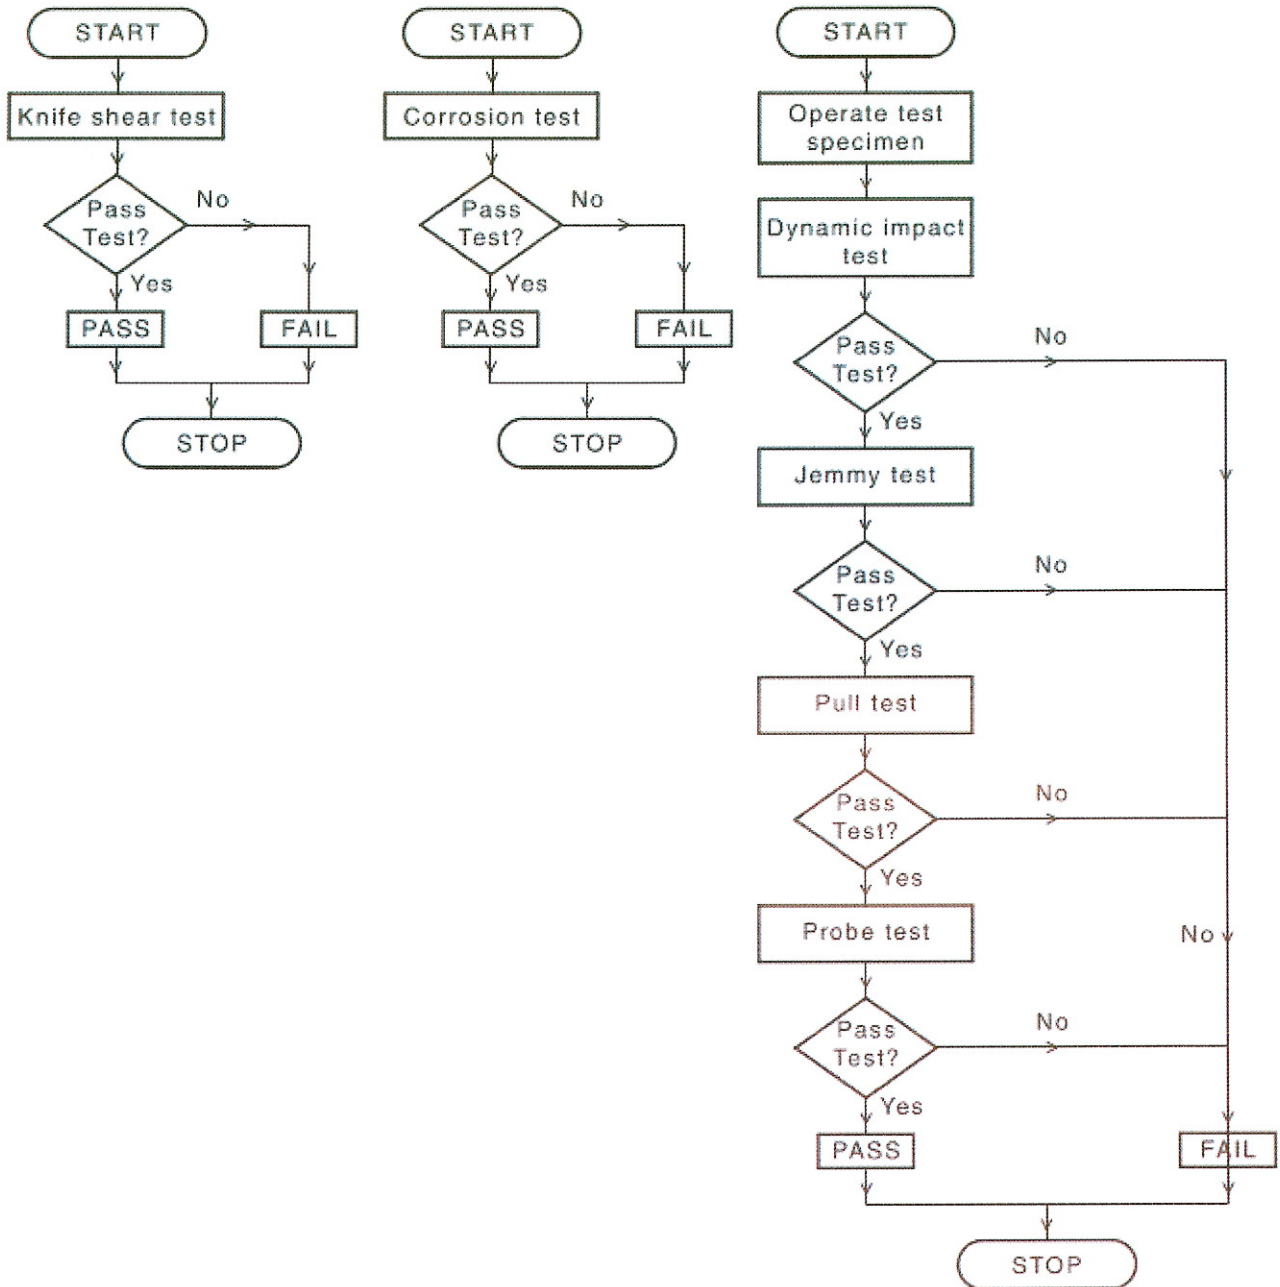 START
Knife shear test
Pass
Test?
No
Yes
PASS
FAIL
STOP
START
Corrosion test
Pass
Test?
No
Yes
PASS
FAIL
STOP
START
Operate test
specimen
Dynamic impact
test
Pass
Test?
No
Yes
Jemmy test
Pass
Test?
No
Yes
Pull test
Pass
Test?
No
Yes
Probe test
No
Pass
Test?
No
Yes
PASS
FAIL
STOP